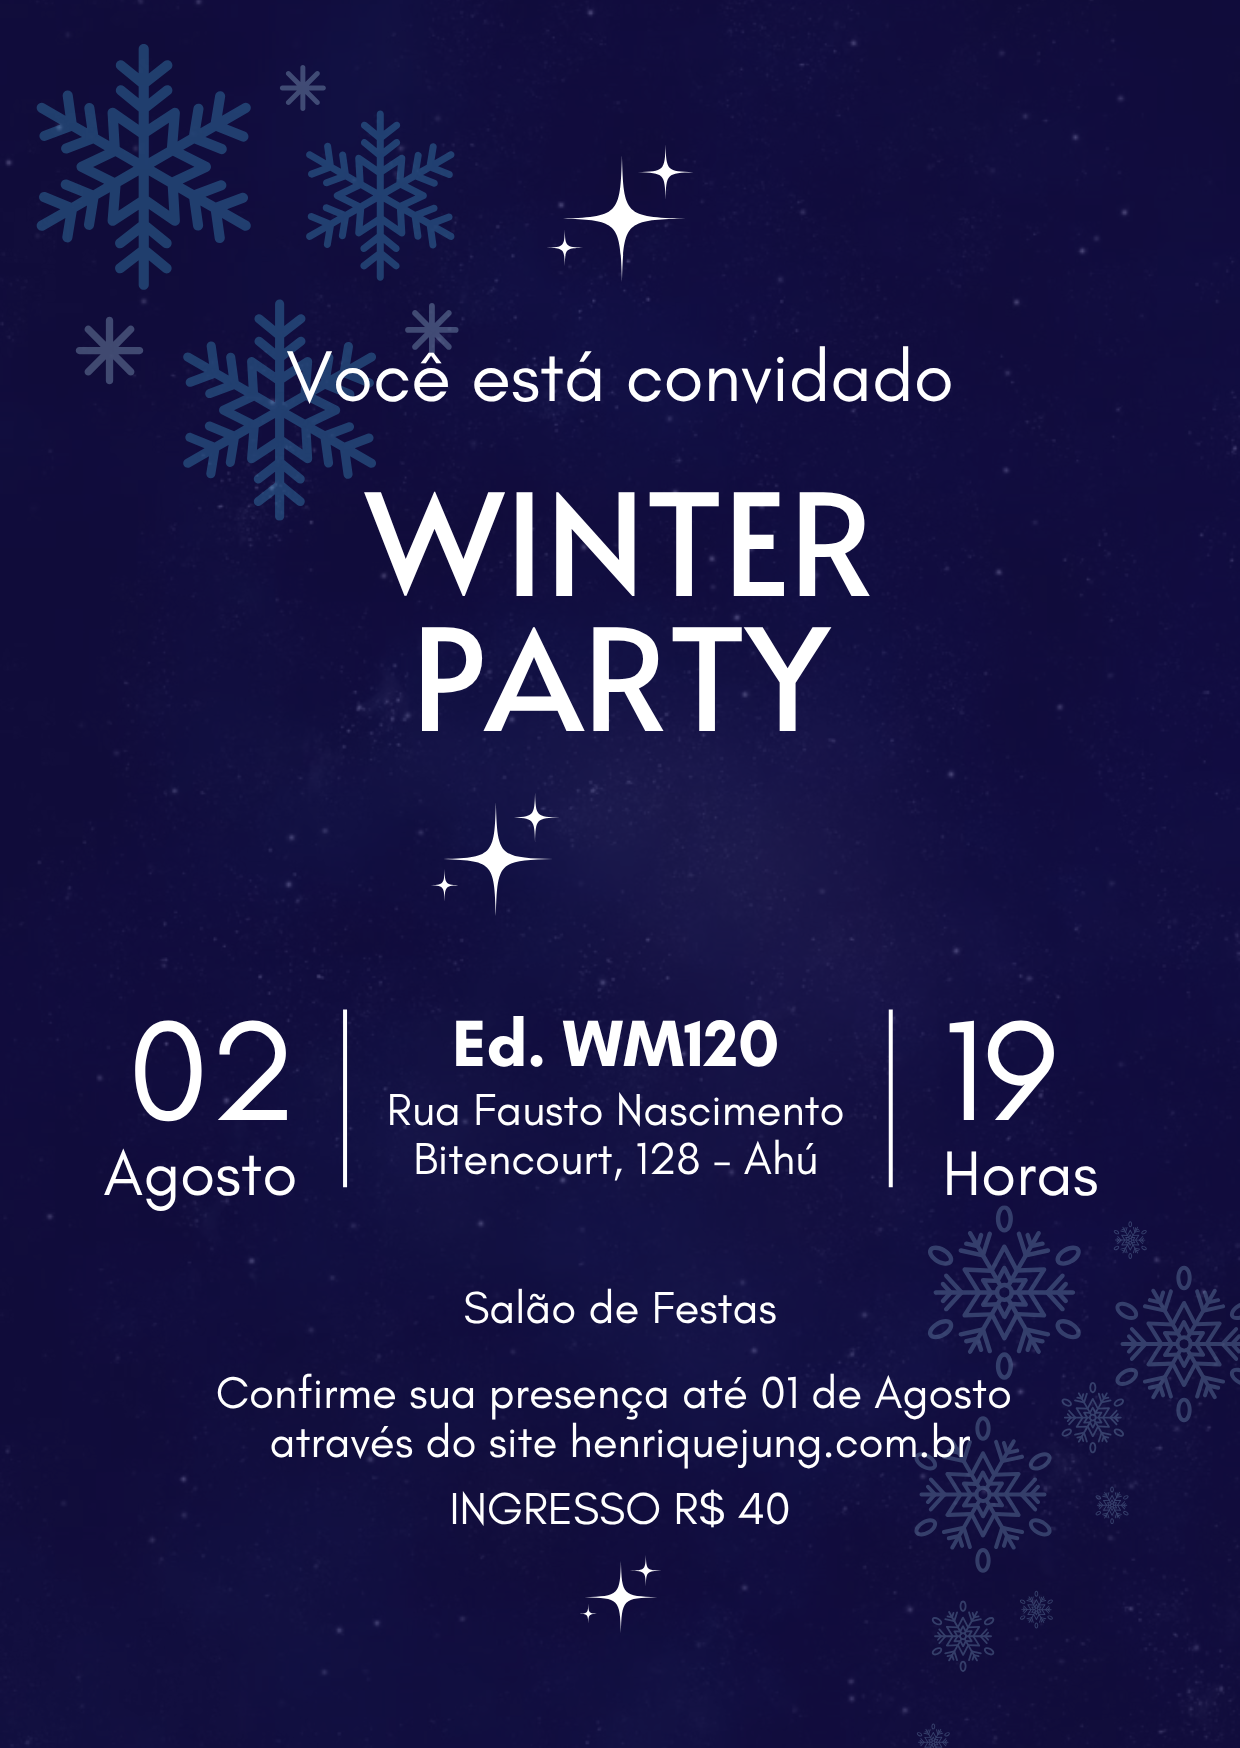 Você está convidado
WINTER
PARTY
02
Agosto
Ed. WM120
Rua Fausto Nascimento
Bitencourt, 128 - Ahú
19
Horas
Salão de Festas
Confirme sua presença até 01 de Agosto
através do site henriquejung.com.br
INGRESSO R$ 40